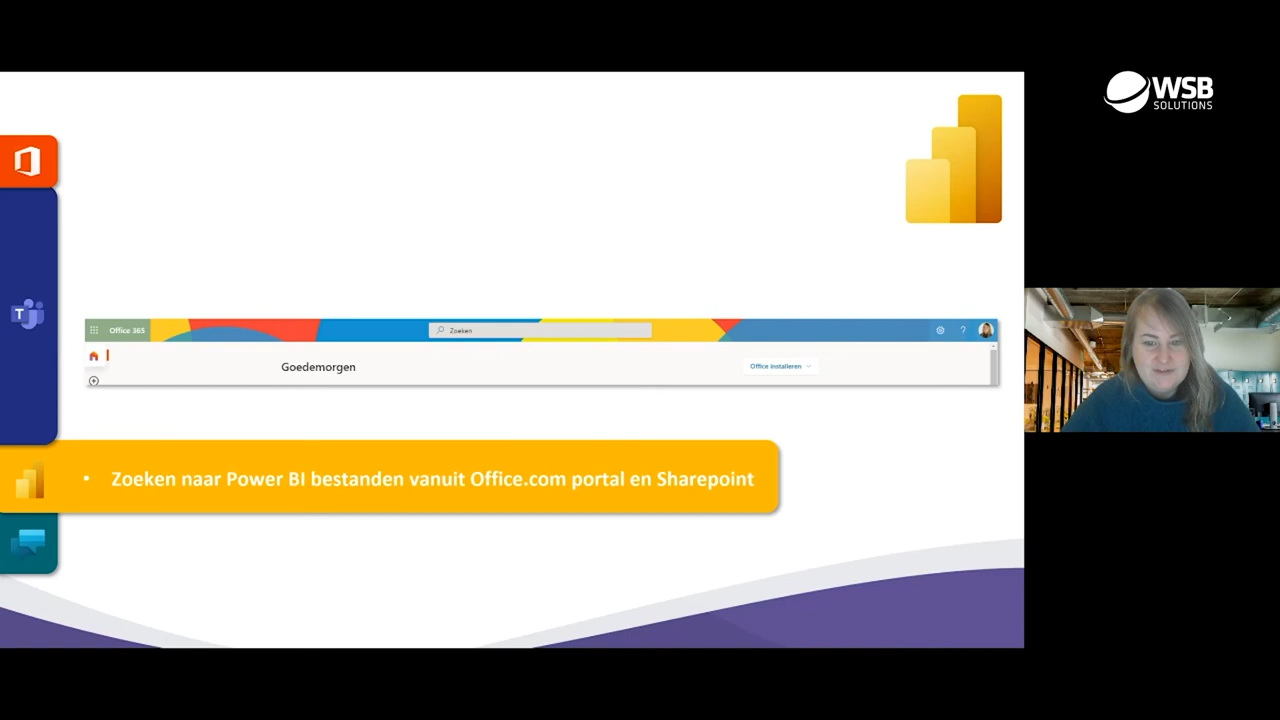 WSB
SOLUTIONS
Office 365
Zoeken
?
Goedemorgen
Office installeren
T
• Zoeken naar Power BI bestanden vanuit Office.com portal en Sharepoint